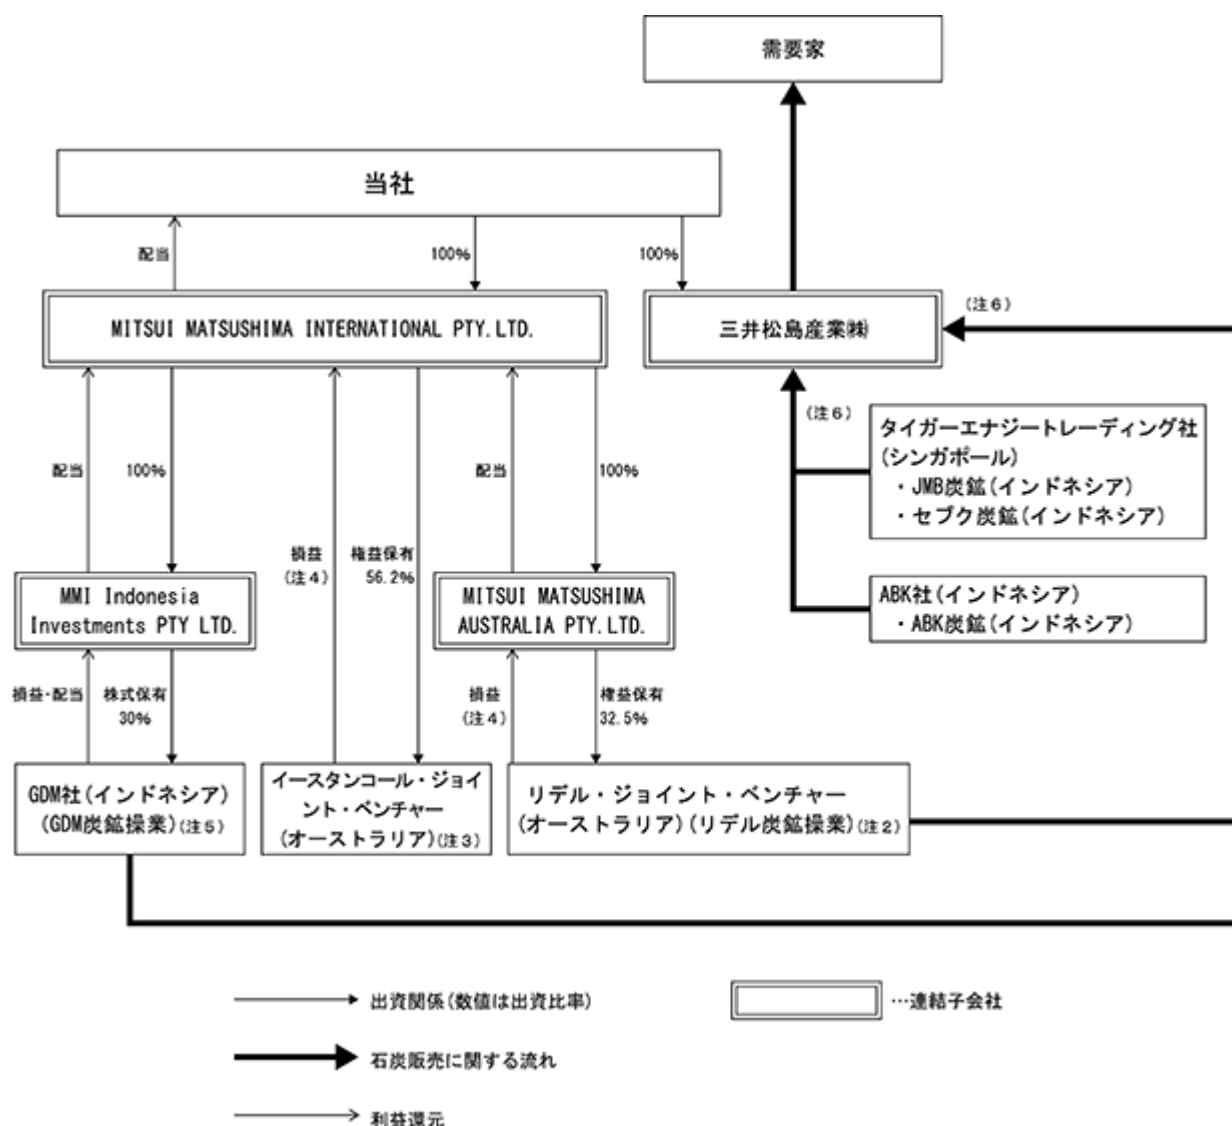 需要家
当社
配当
100%
100%
MITSUI MATSUSHIMA INTERNATIONAL PTY.LTD.
三井松島産業㈱
(注6)
(注6)
タイガーエナジートレーディング社
(シンガポール)
・JMB炭鉱(インドネシア)
・セブク炭鉱(インドネシア)
ABK社(インドネシア)
・ABK炭鉱(インドネシア)
配当
100%
損益
(注4)
権益保有
56.2%
配当
100%
MMI Indonesia
Investments PTY LTD.
MITSUI MATSUSHIMA
AUSTRALIA PTY.LTD.
損益・配当
株式保有
30%
損益
(注4)
権益保有
32.5%
GDM社(インドネシア)
(GDM炭鉱操業)(注5)
イースタンコール・ジョイ
ント・ベンチャー
(オーストラリア)(注3)
リデル・ジョイント・ベンチャー
(オーストラリア)(リデル炭鉱操業)(注2)
出資関係(数値は出資比率)
…連結子会社
石炭販売に関する流れ
利益還元